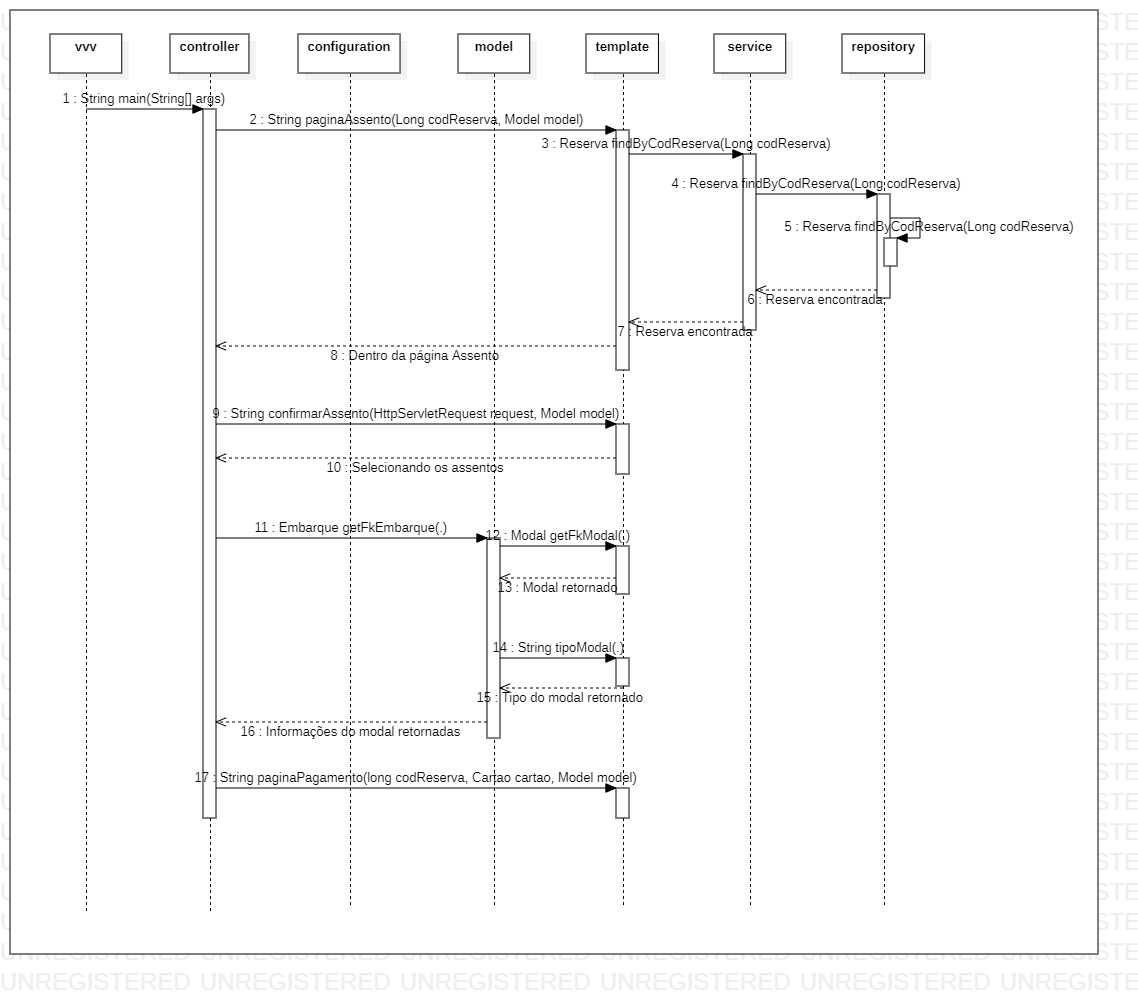 vvv
controller
configuration
model
template
service
repository
1 : String main(String[] args)
2 : String paginaAssento(Long codReserva, Model model)
3 : Reserva findByCodReserva(Long codReserva)
4 : Reserva findByCodReserva(Long codReserva)
5 : Reserva findByCodReserva(Long codReserva)
6 : Reserva encontrada
7 : Reserva encontrada
8 : Dentro da página Assento
9 : String confirmarAssento(HttpServletRequest request, Model model)
10 : Selecionando os assentos
11 : Embarque getFkEmbarque(.)
12 : Modal getFkModal(.)
13 : Modal retornado
14 : String tipoModal(.)
15 : Tipo do modal retornado
16 : Informações do modal retornadas
17 : String paginaPagamento(long codReserva, Cartao cartao, Model model)
UNREGISTERED UNREGISTERED UNREGISTERED UNREGISTERED UNREGISTERED UNREGISTE